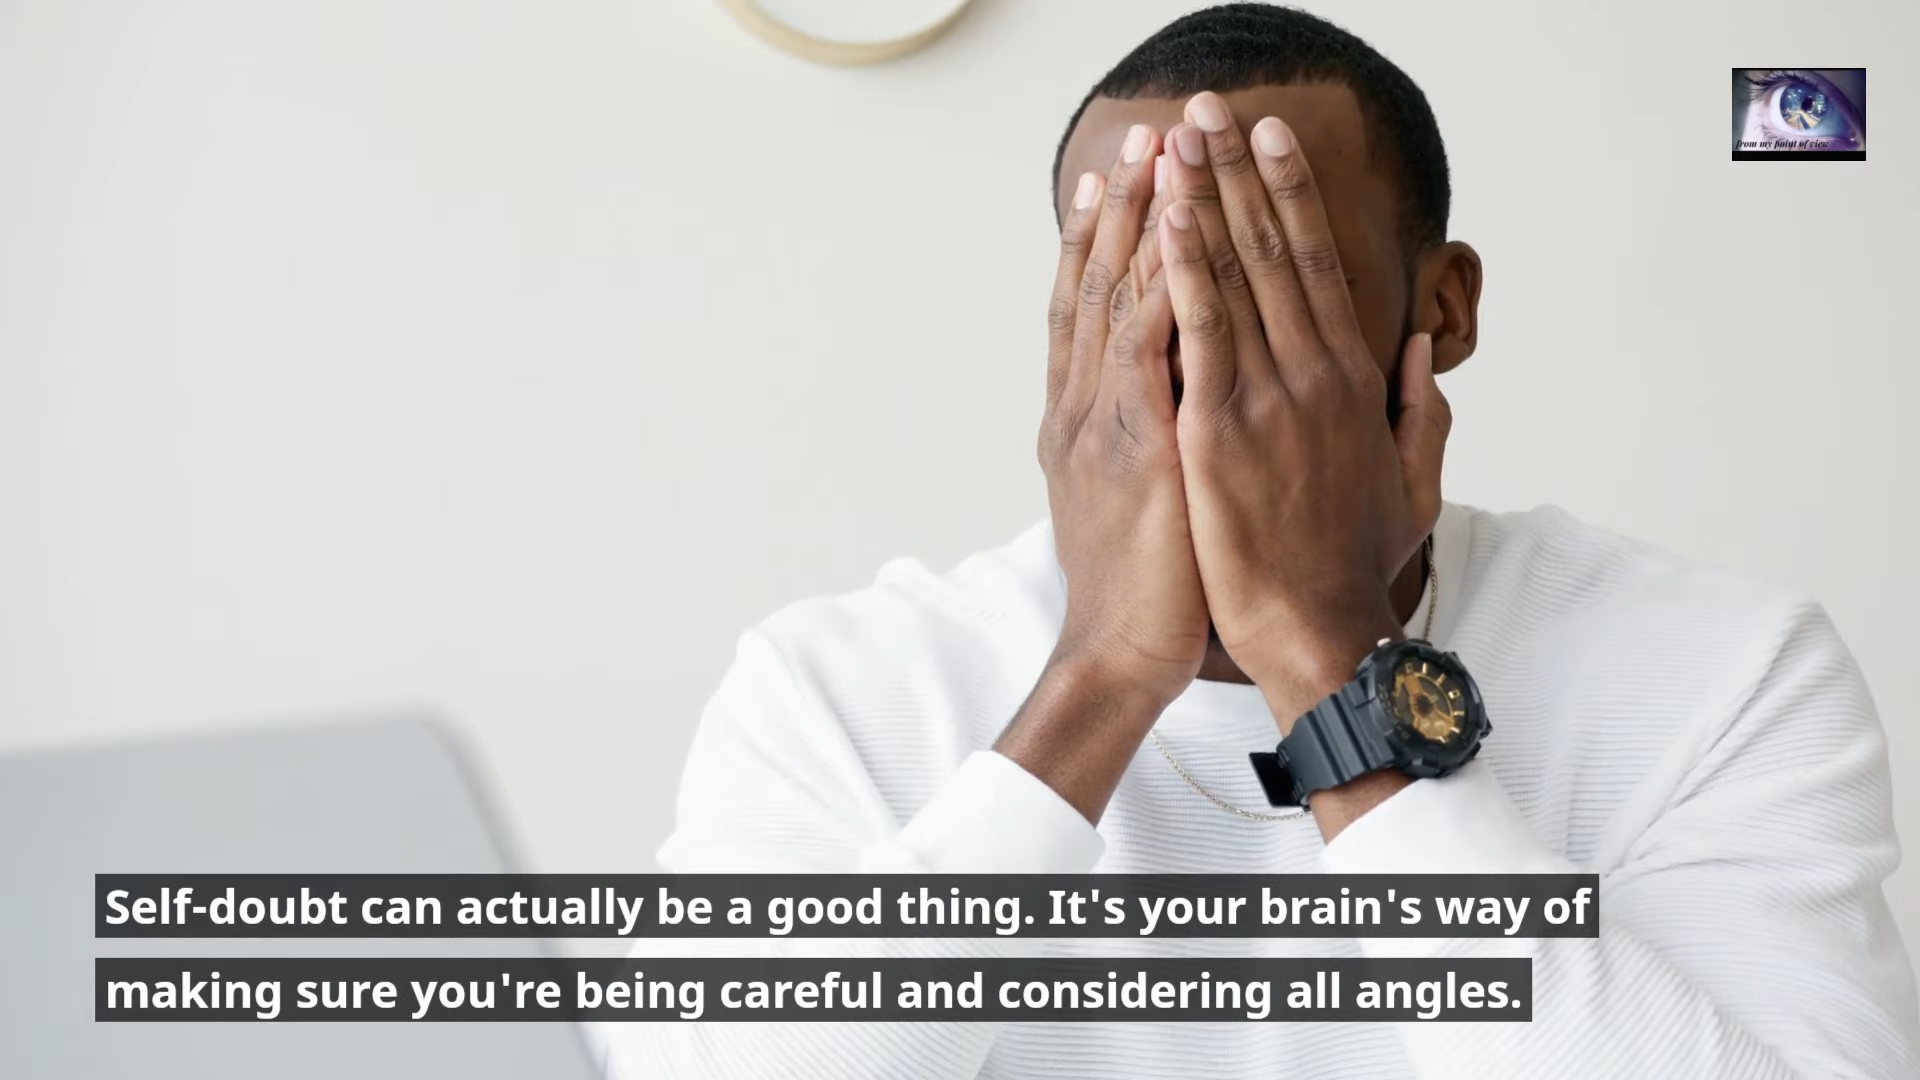 from my point of view
Self-doubt can actually be a good thing. It's your brain's way of
making sure you're being careful and considering all angles.